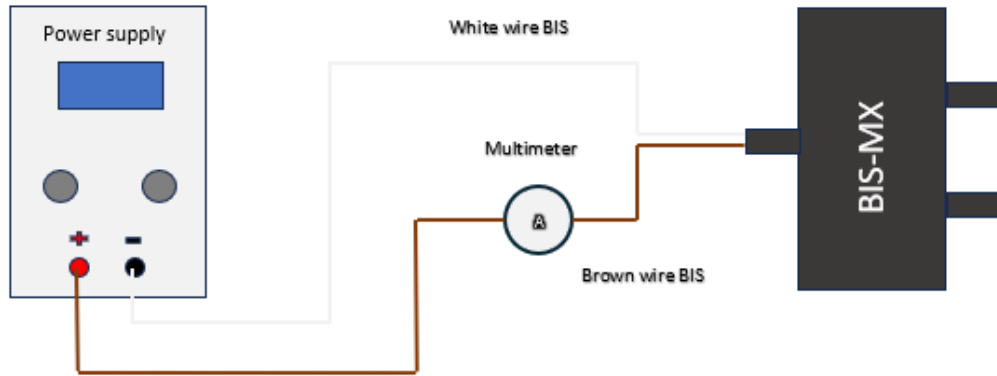 Power supply
White wire BIS
Multimeter
A
+ -
Brown wire BIS
BIS-MX